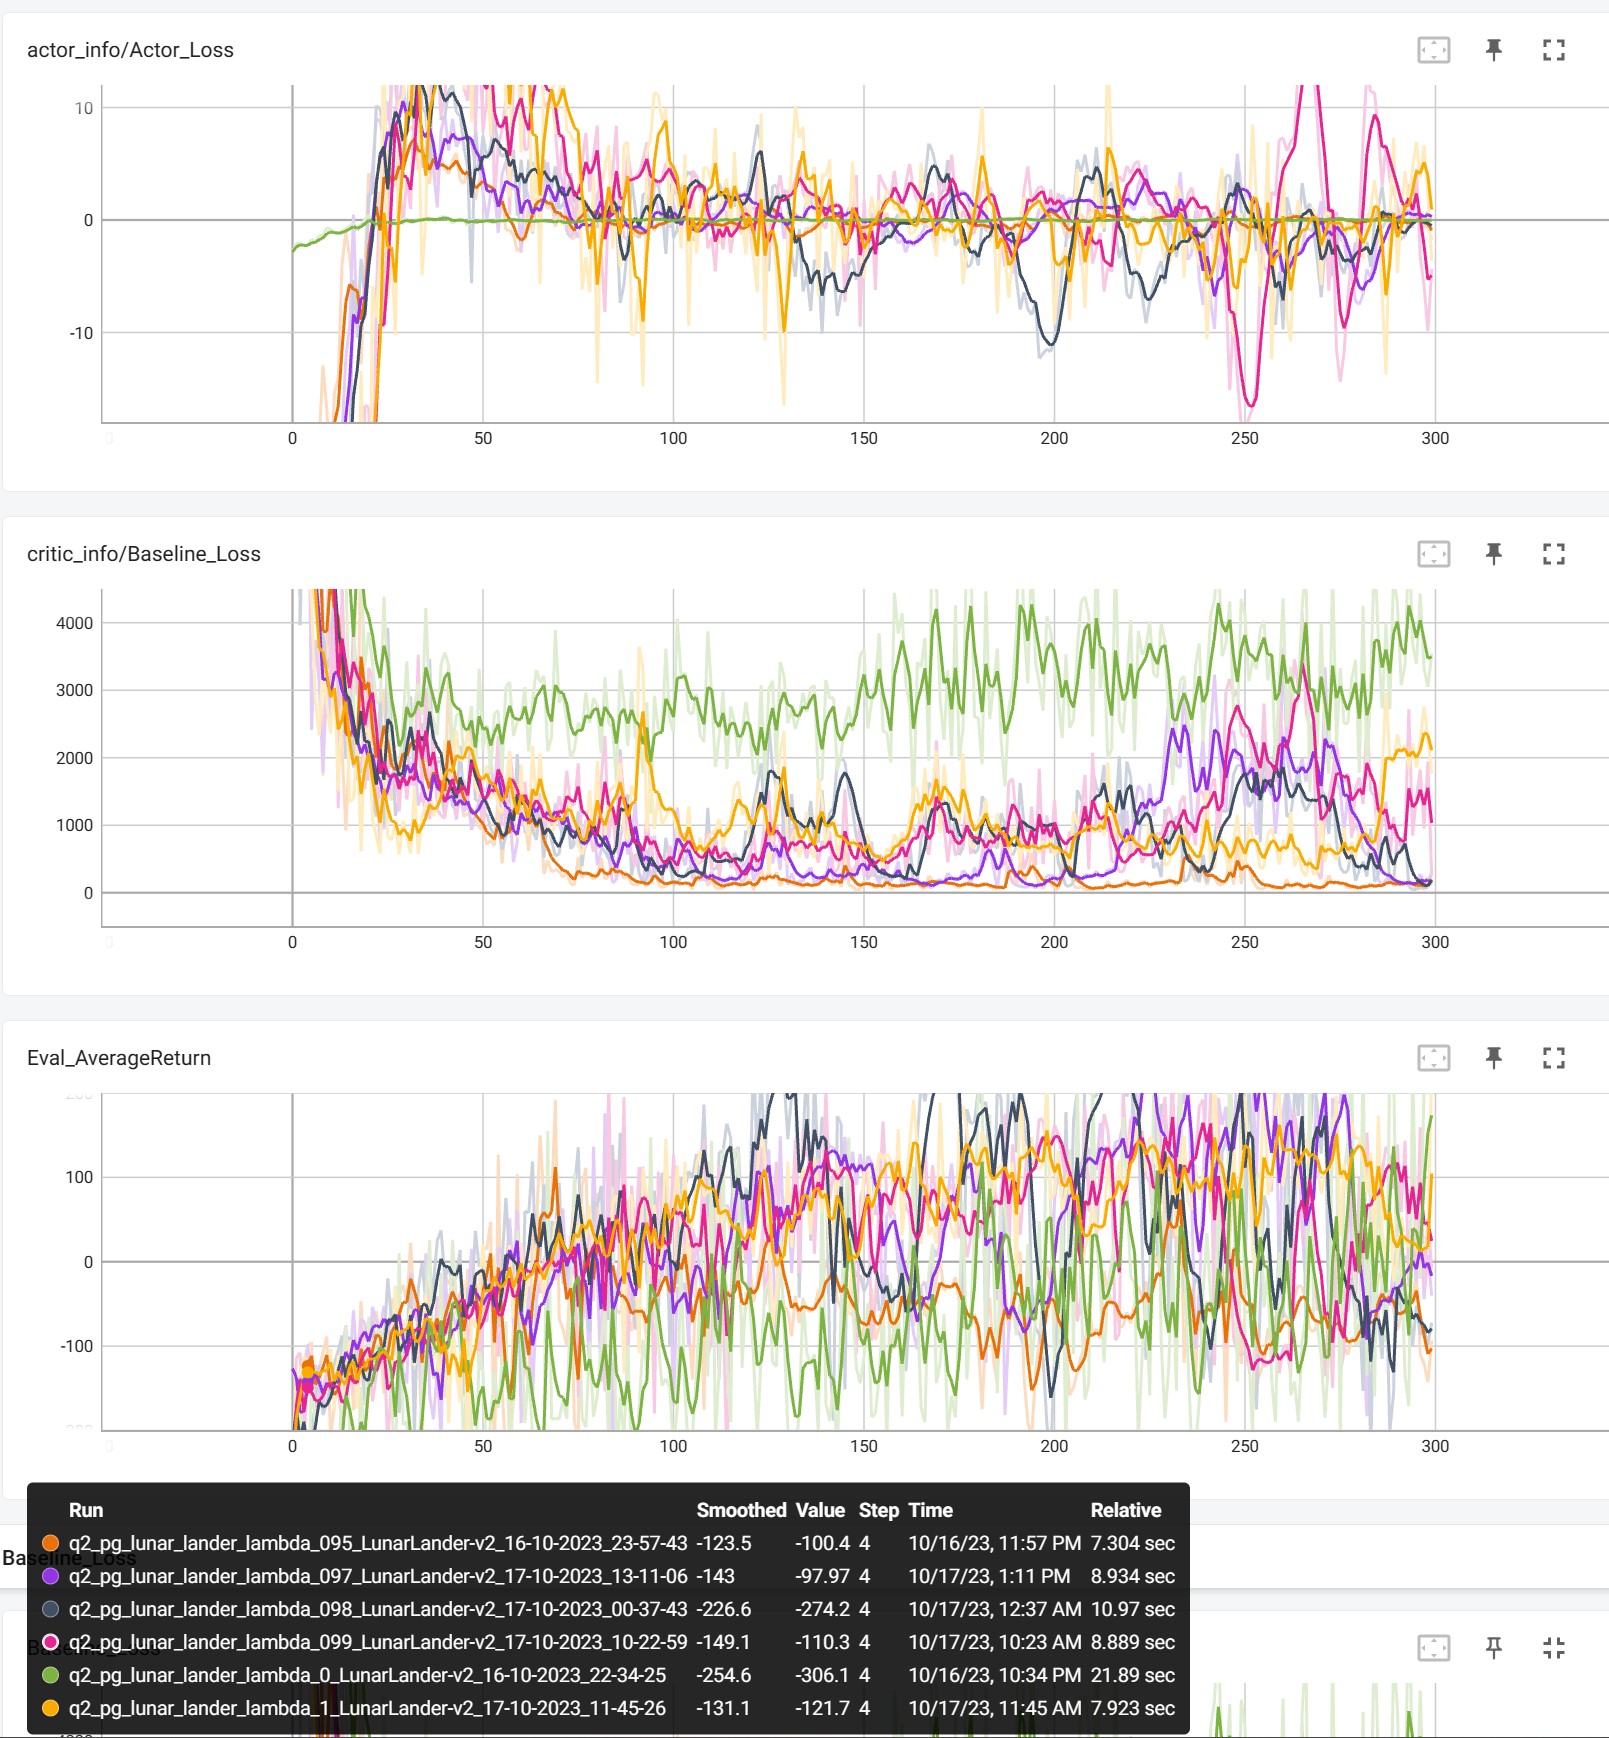 actor_info/Actor_Loss
10
0
-10
0 50 100 150 200 250 300
critic_info/Baseline_Loss
4000
3000
2000
1000
0
0 50 100 150 200 250 300
Eval_AverageReturn
100
0
-100
0 50 100 150 200 250 300
Run Smoothed Value Step Time Relative
q2_pg_lunar_lander_lambda_095_LunarLander-v2_16-10-2023_23-57-43 -123.5 -100.4 4 10/16/23, 11:57 PM 7.304 sec
q2_pg_lunar_lander_lambda_097_LunarLander-v2_17-10-2023_13-11-06 -143 -97.97 4 10/17/23, 1:11 PM 8.934 sec
q2_pg_lunar_lander_lambda_098_LunarLander-v2_17-10-2023_00-37-43 -226.6 -274.2 4 10/17/23, 12:37 AM 10.97 sec
q2_pg_lunar_lander_lambda_099_LunarLander-v2_17-10-2023_10-22-59 -149.1 -110.3 4 10/17/23, 10:23 AM 8.889 sec
q2_pg_lunar_lander_lambda_0_LunarLander-v2_16-10-2023_22-34-25 -254.6 -306.1 4 10/16/23, 10:34 PM 21.89 sec
q2_pg_lunar_lander_lambda_1_LunarLander-v2_17-10-2023_11-45-26 -131.1 -121.7 4 10/17/23, 11:45 AM 7.923 sec
Baseline_Loss
Baseline_Loss